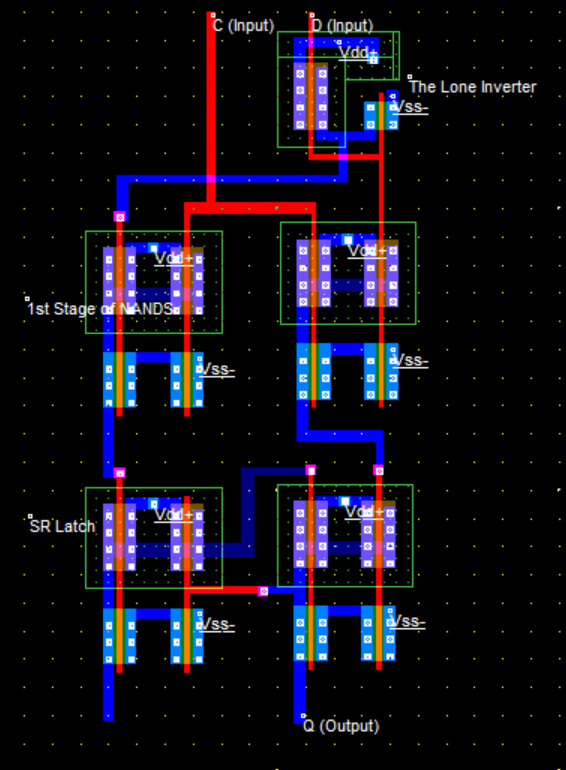 C (Input)
D (Input)
Vdd+
The Lone Inverter
Vss-
Vdd+
Vdd+
1st Stage of NANDS
Vss-
Vss-
SR Latch
Vdd+
Vdd+
Vss-
Vss-
Q (Output)